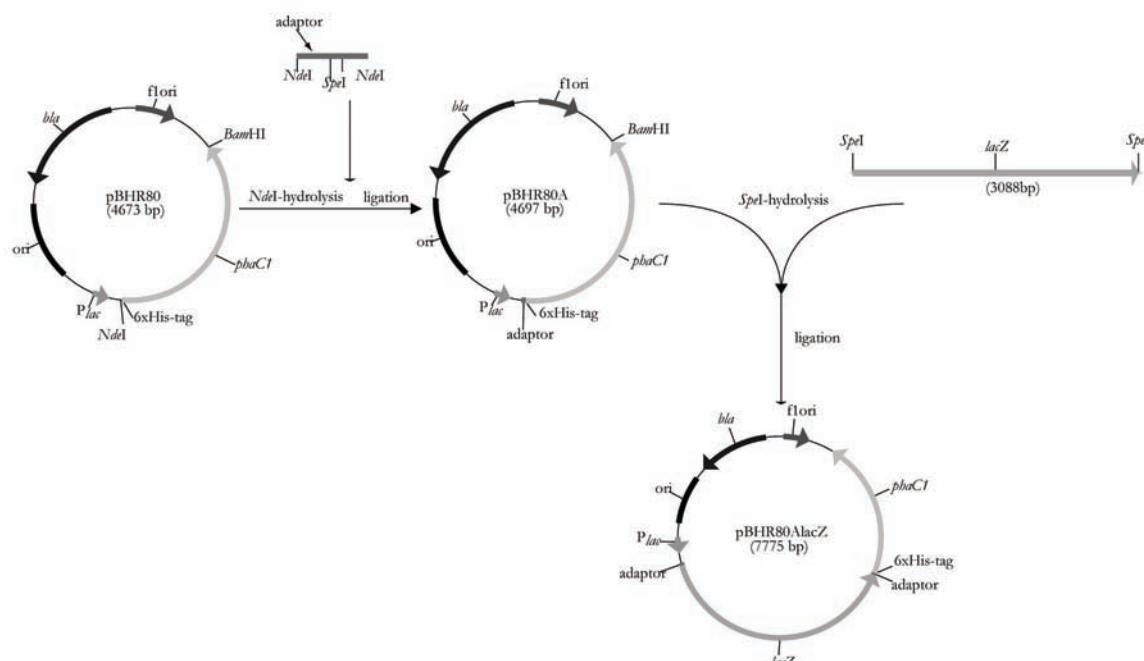 adaptor
NdeI
SpeI
NdeI
f1ori
bla
BamHI
pBHR80
(4673 bp)
ori
phaC1
Plac
6xHis-tag
NdeI
NdeI-hydrolysis
ligation
f1ori
bla
BamHI
pBHR80A
(4697 bp)
ori
phaC1
Plac
6xHis-tag
adaptor
SpeI
lacZ
Spe
(3088bp)
SpeI-hydrolysis
ligation
f1ori
bla
ori
phaC1
Plac
pBHR80AlacZ
(7775 bp)
6xHis-tag
adaptor
adaptor
lacZ